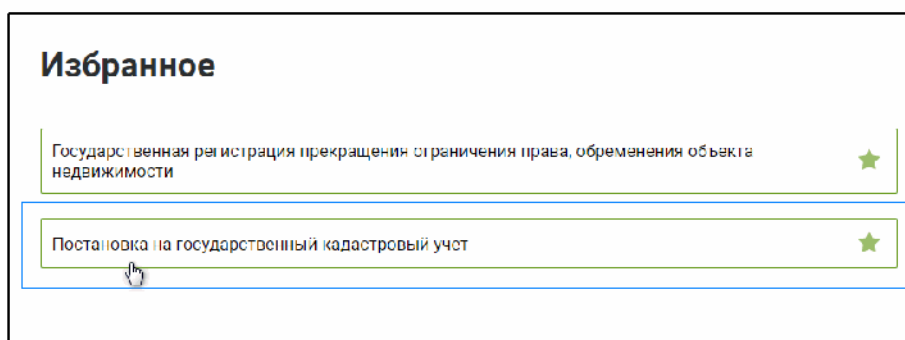 Избранное
Государственная регистрация прекращения ограничения права, обременения объекта
недвижимости
Постановка на государственный кадастровый учет